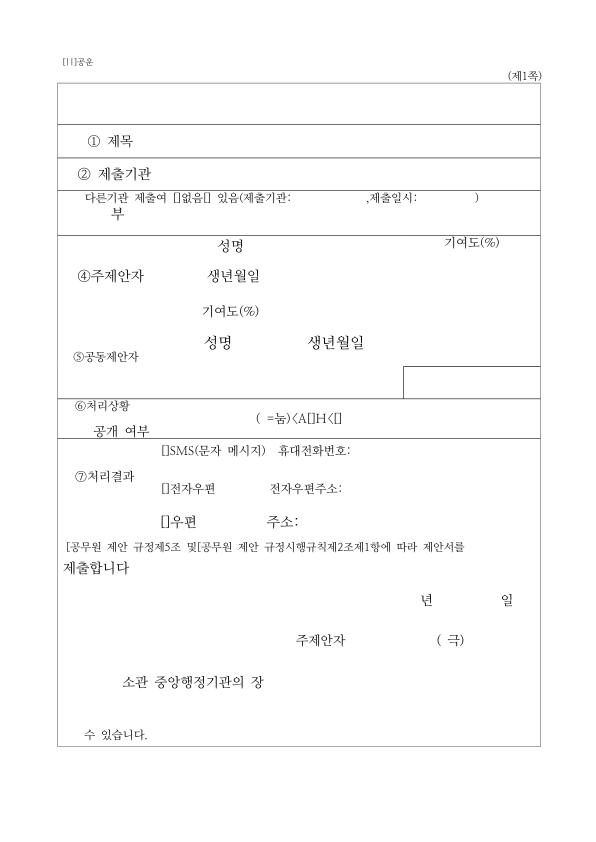 [||]공운
(제1쪽)
① 제목
② 제출기관
다른기관 제출여 []없음[] 있음(제출기관: ,제출일시: )
부
성명 기여도(%)
④주제안자 생년월일
기여도(%)
성명 생년월일
⑤공동제안자
⑥처리상황
( =눔)<A[]H<[]
공개 여부
[]SMS(문자 메시지) 휴대전화번호:
⑦처리결과
[]전자우편 전자우편주소:
[]우편 주소:
[공무원 제안 규정제5조 및[공무원 제안 규정시행규칙제2조제1항에 따라 제안서를
제출합니다
년 일
주제안자 ( 극)
소관 중앙행정기관의 장
수 있습니다.